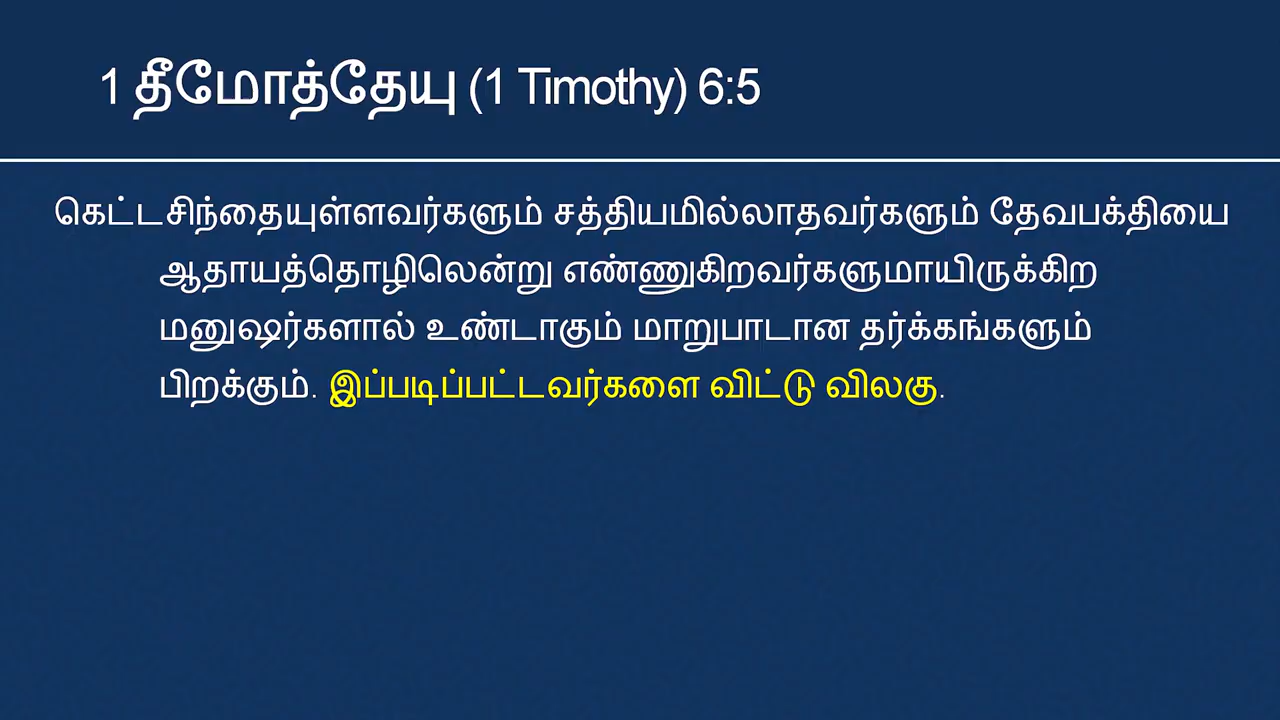 1 தீமோத்தேயு (1 Timothy) 6:5
கெட்டசிந்தையுள்ளவர்களும் சத்தியமில்லாதவர்களும் தேவபக்தியை
ஆதாயத்தொழிலென்று எண்ணுகிறவர்களுமாயிருக்கிற
மனுஷர்களால் உண்டாகும் மாறுபாடான தர்க்கங்களும்
பிறக்கும். இப்படிப்பட்டவர்களை விட்டு விலகு.